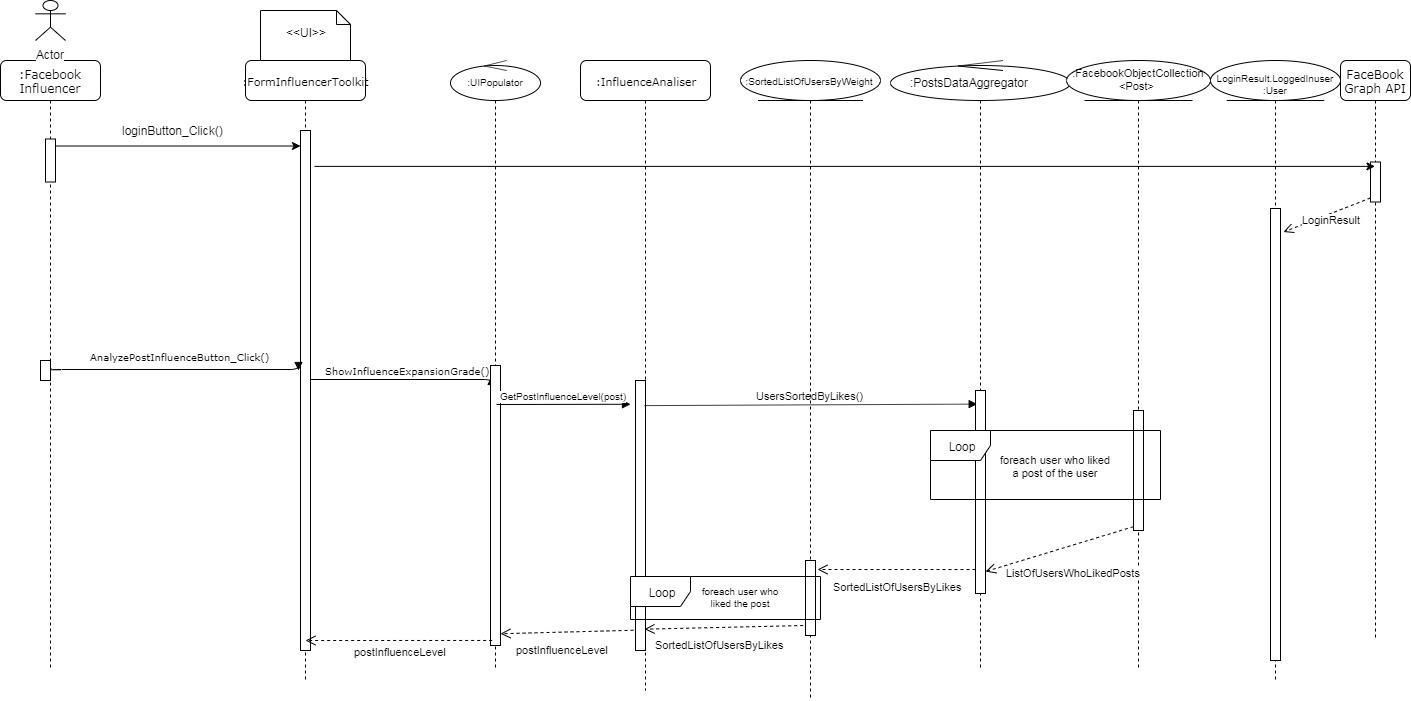 <<UI>>
Actor
:Facebook
Influencer
:FormInfluencerToolkit
:UIPopulator
:InfluenceAnaliser
:SortedListOfUsersByWeight
:PostsDataAggregator
:FacebookObjectCollection
<Post>
LoginResult.LoggedInuser
:User
FaceBook
Graph API
loginButton_Click()
LoginResult
AnalyzePostInfluenceButton_Click()
ShowInfluenceExpansionGrade()
GetPostInfluenceLevel(post)
UsersSortedByLikes()
Loop
foreach user who liked
a post of the user
ListOfUsersWhoLikedPosts
SortedListOfUsersByLikes
Loop
foreach user who
liked the post
SortedListOfUsersByLikes
postInfluenceLevel
postInfluenceLevel